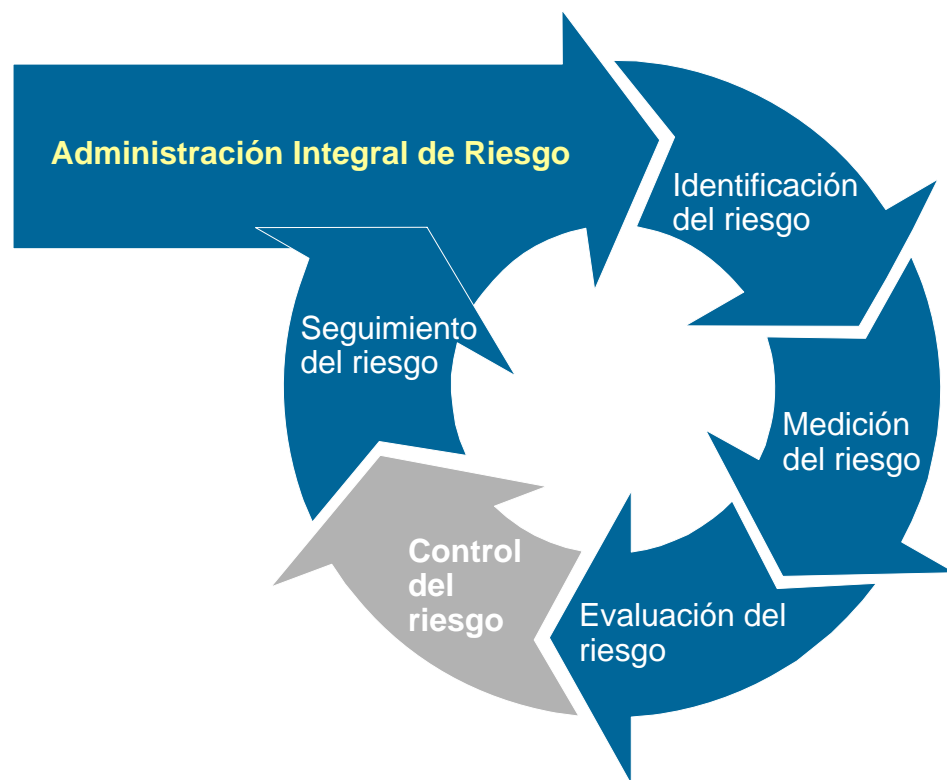 Administración Integral de Riesgo
Identificación
del riesgo
Medición
del riesgo
Evaluación del
riesgo
Control
del
riesgo
Seguimiento
del riesgo